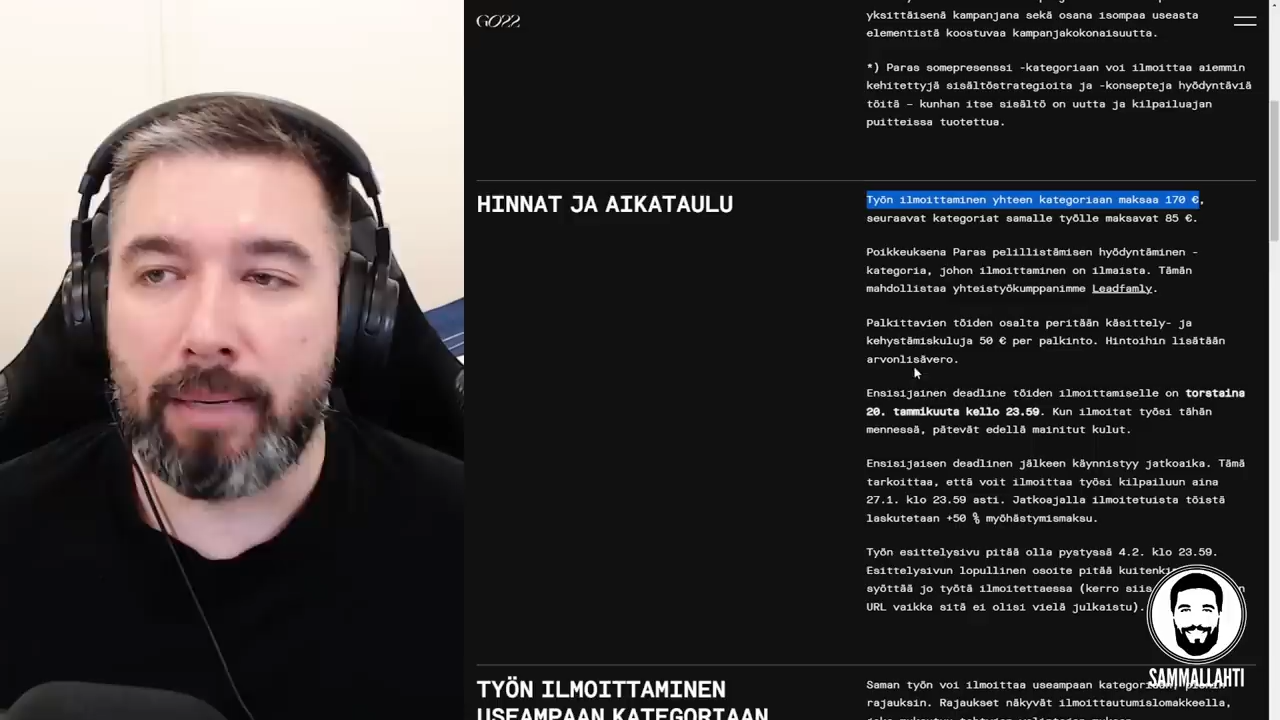 GO22
yksittäisenä kampanjana sekä osana isompaa useasta
elementistä koostuvaa kampanjakokonaisuutta.
*) Paras somepresenssi -kategoriaan voi ilmoittaa aiemmin
kehitettyjä sisältöstrategioita ja -konsepteja hyödyntäviä
töitä – kunhan itse sisältö on uutta ja kilpailuajan
puitteissa tuotettua.
HINNAT JA AIKATAULU
Työn ilmoittaminen yhteen kategoriaan maksaa 170 €,
seuraavat kategoriat samalle työlle maksavat 85 €.
Poikkeuksena Paras pelillistämisen hyödyntäminen -
kategoria, johon ilmoittaminen on ilmaista. Tämän
mahdollistaa yhteistyökumppanimme Leadfamly.
Palkittavien töiden osalta peritään käsittely- ja
kehystämiskuluja 50 € per palkinto. Hintoihin lisätään
arvonlisävero.
Ensisijainen deadline töiden ilmoittamiselle on torstaina
20. tammikuuta kello 23.59. Kun ilmoitat työsi tähän
mennessä, pätevät edellä mainitut kulut.
Ensisijaisen deadlinen jälkeen käynnistyy jatkoaika. Tämä
tarkoittaa, että voit ilmoittaa työsi kilpailuun aina
27.1. klo 23.59 asti. Jatkoajalla ilmoitetuista töistä
laskutetaan +50 % myöhästymismaksu.
Työn esittelysivu pitää olla pystyssä 4.2. klo 23.59.
Esittelysivun lopullinen osoite pitää
syöttää jo työtä ilmoitettaessa (kerro
URL vaikka sitä ei olisi vielä julkaistu).
SAMMALLAHTI
TYÖN ILMOITTAMINEN
USEAMPAAN KATEGORIAAN
Saman työn voi ilmoittaa useampaan
rajauksin. Rajaukset näkyvät ilmoittautumislomakkeella,